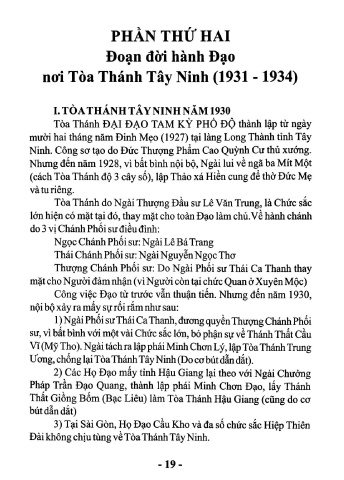 PHẦN THỨ HAI
Đoạn đời hành Đạo
nơi Tòa Thánh Tây Ninh (1931 - 1934)
I. TÒA THÁNH TÂY NINH NĂM 1930
Tòa Thánh ĐẠI ĐẠO TAM KỲ PHỔ ĐỘ thành lập từ ngày
mười hai tháng năm Đinh Mẹo (1927) tại làng Long Thành tỉnh Tây
Ninh. Công sơ tạo do Đức Thượng Phẩm Cao Quỳnh Cư thủ xướng.
Nhưng đến năm 1928, vì bất bình nội bộ, Ngài lui về ngã ba Mít Một
(cách Tòa Thánh độ 3 cây số), lập Thảo xá Hiền cung để thờ Đức Mẹ
và tu riêng.
Tòa Thánh do Ngài Thượng Đầu sư Lê Văn Trung, là Chức sắc
lớn hiện có mặt tại đó, thay mặt cho toàn Đạo làm chủ. Về hành chánh
do 3 vị Chánh Phối sư điều đình:
Ngọc Chánh Phối sư: Ngài Lê Bá Trang
Thái Chánh Phối sư: Ngài Nguyễn Ngọc Thơ
Thượng Chánh Phối sư: Do Ngài Phối sư Thái Ca Thanh thay
mặt cho Người đảm nhận (vì Người còn tại chức Quan ở Xuyên Mộc)
Công việc Đạo từ trước vẫn thuận tiến. Nhưng đến năm 1930,
nội bộ xảy ra mấy sự rối rắm như sau:
1) Ngài Phối sư Thái Ca Thanh, đương quyền Thượng Chánh Phối
sư, vì bất bình với một vài Chức sắc lớn, bỏ phận sự về Thánh Thất Cầu
Vĩ (Mỹ Tho). Ngài tách ra lập phái Minh Chơn Lý, lập Tòa Thánh Trung
Ương, chống lại Tòa Thánh Tây Ninh (Do cơ bút dẫn dắt).
2) Các Họ Đạo mấy tỉnh Hậu Giang lại theo với Ngài Chưởng
Pháp Trần Đạo Quang, thành lập phái Minh Chơn Đạo, lấy Thánh
Thất Giồng Bốm (Bạc Liêu) làm Tòa Thánh Hậu Giang (cũng do cơ
bút dẫn dắt)
3) Tại Sài Gòn, Họ Đạo Cầu Kho và đa số chức sắc Hiệp Thiên
Đài không chịu tùng về Tòa Thánh Tây Ninh.
- 19 -